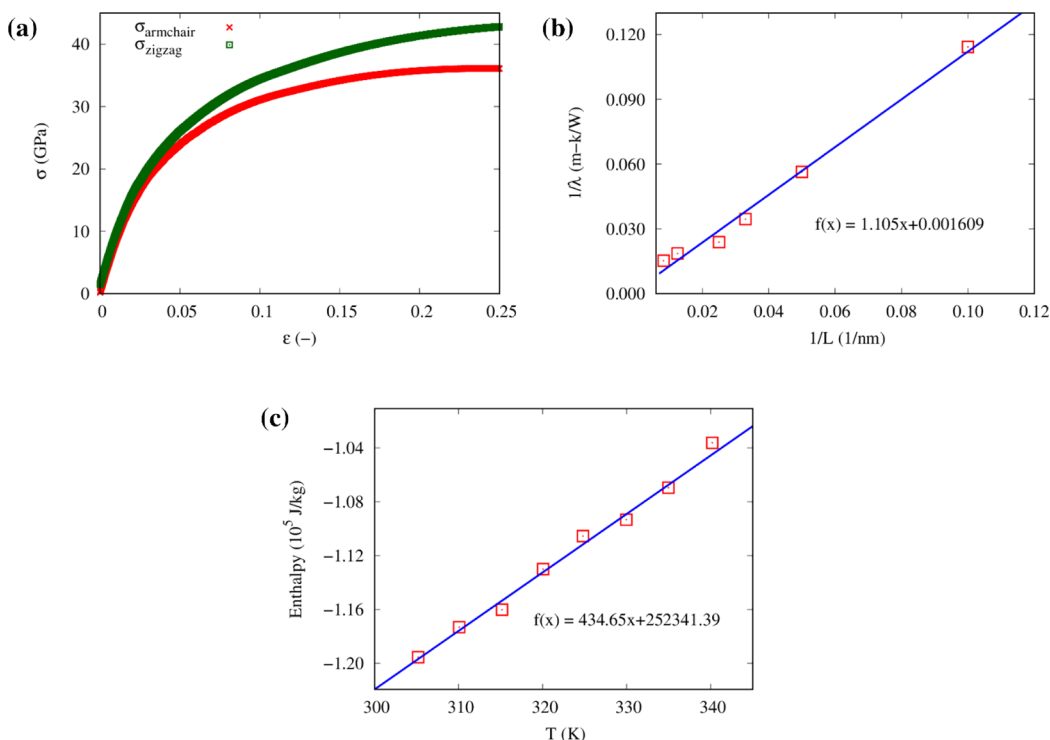 (a)
σarmchair
σzigzag
40
30
20
10
0
σ (GPa)
0
0.05
0.1
0.15
0.2
0.25
ε (−)
(b)
0.120
0.090
0.060
0.030
0.000
1/λ (m−k/W)
f(x) = 1.105x+0.001609
0.02
0.04
0.06
0.08
0.10
0.12
1/L (1/nm)
(c)
−1.04
−1.08
−1.12
−1.16
−1.20
Enthalpy (10⁵ J/kg)
f(x) = 434.65x+252341.39
300
310
320
330
340
T (K)